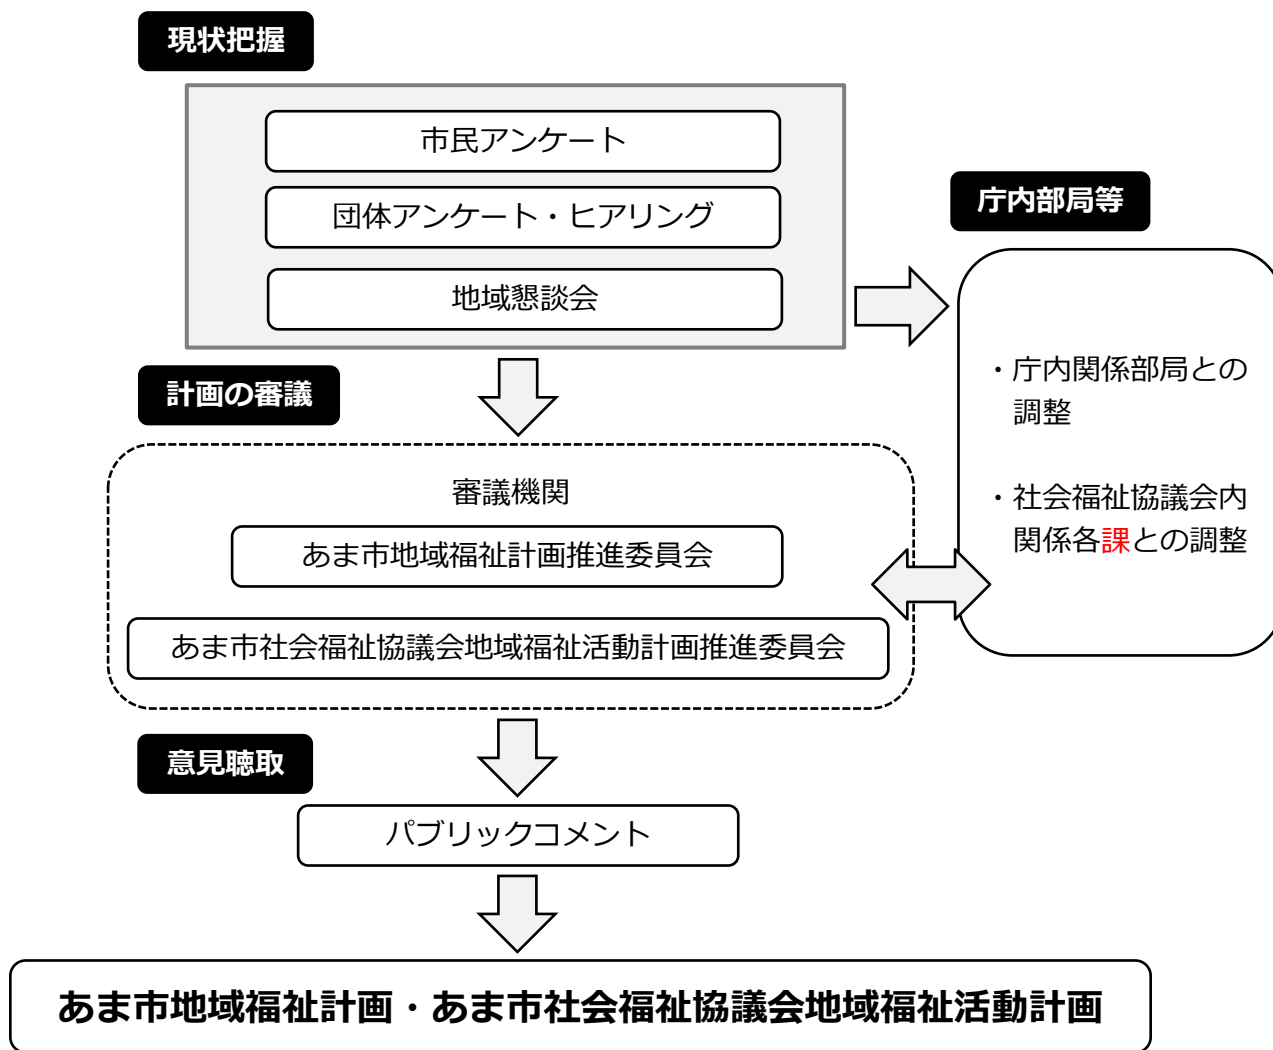 現状把握
市民アンケート
団体アンケート・ヒアリング
地域懇談会
庁内部局等
・庁内関係部局との
調整
・社会福祉協議会内
関係各課との調整
計画の審議
審議機関
あま市地域福祉計画推進委員会
あま市社会福祉協議会地域福祉活動計画推進委員会
意見聴取
パブリックコメント
あま市地域福祉計画・あま市社会福祉協議会地域福祉活動計画